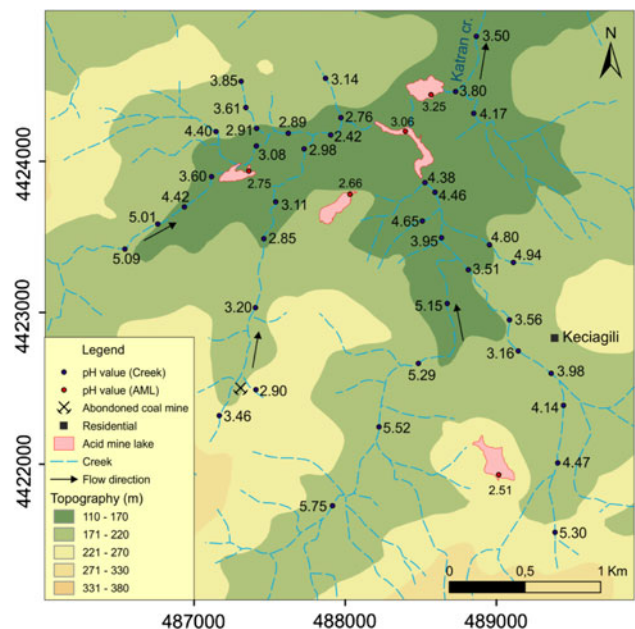 Katran cr.
3.50
N
3.85
3.14
3.80
3.25
3.61
4.17
2.76
4.40
2.91
2.89
3.06
2.42
3.08
2.98
4424000
3.60
2.75
2.66
4.38
4.46
4.42
3.11
5.01
4.65
2.85
3.95
4.80
5.09
4.94
3.51
4423000
5.15
3.20
3.56
Keciagili
3.16
5.29
3.98
2.90
4.14
3.46
5.52
4422000
4.47
2.51
5.75
5.30
Legend
pH value (Creek)
pH value (AML)
Abondoned coal mine
Residential
Acid mine lake
Creek
Flow direction
Topography (m)
110 - 170
171 - 220
221 - 270
271 - 330
331 - 380
0 0,5 1 Km
487000 488000 489000